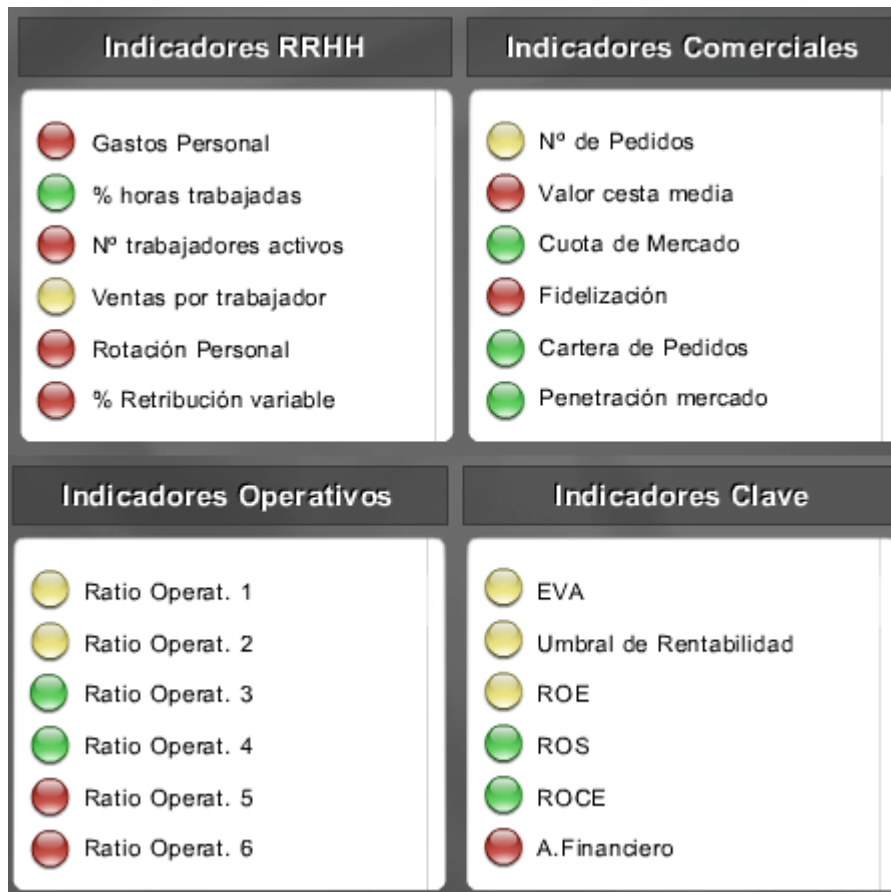 Indicadores RRHH
Gastos Personal
% horas trabajadas
Nº trabajadores activos
Ventas por trabajador
Rotación Personal
% Retribución variable
Indicadores Comerciales
Nº de Pedidos
Valor cesta media
Cuota de Mercado
Fidelización
Cartera de Pedidos
Penetración mercado
Indicadores Operativos
Ratio Operat. 1
Ratio Operat. 2
Ratio Operat. 3
Ratio Operat. 4
Ratio Operat. 5
Ratio Operat. 6
Indicadores Clave
EVA
Umbral de Rentabilidad
ROE
ROS
ROCE
A.Financiero